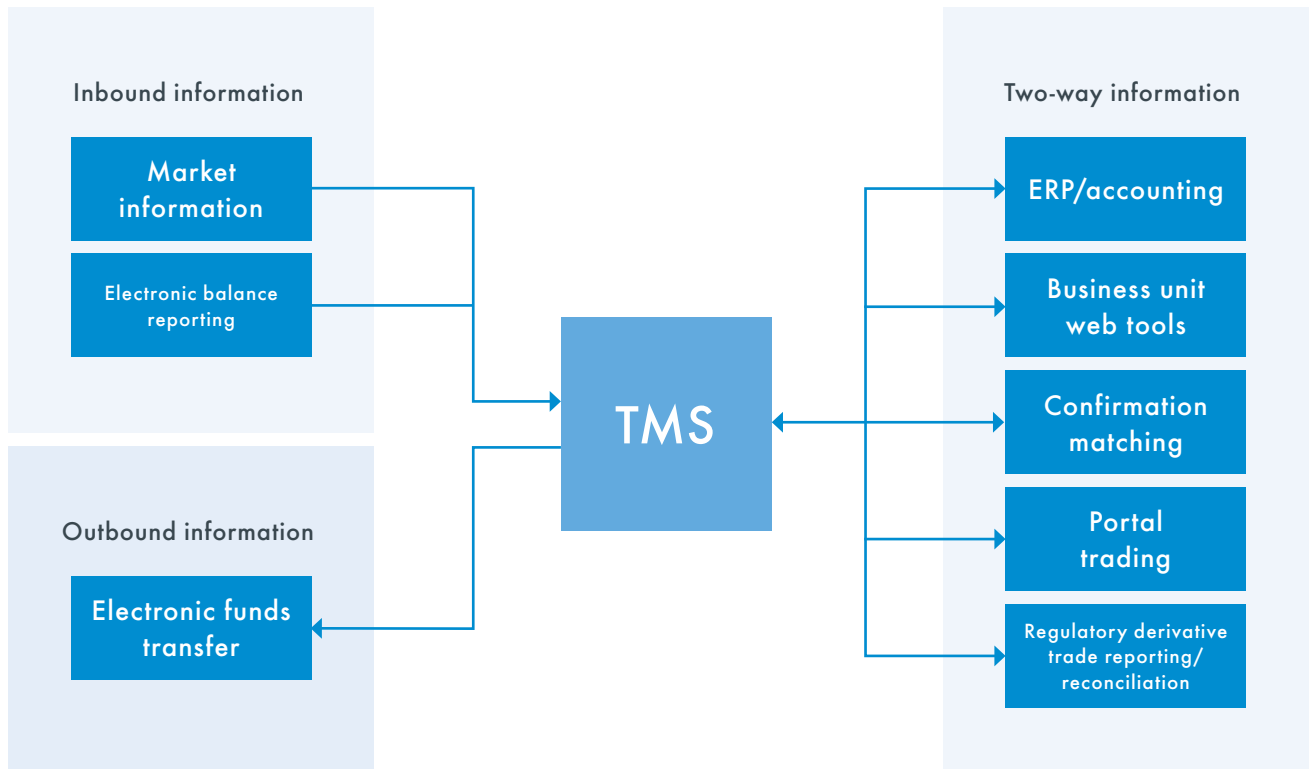 Inbound information
Market
information
Electronic balance
reporting
Outbound information
Electronic funds
transfer
TMS
Two-way information
ERP/accounting
Business unit
web tools
Confirmation
matching
Portal
trading
Regulatory derivative
trade reporting/
reconciliation